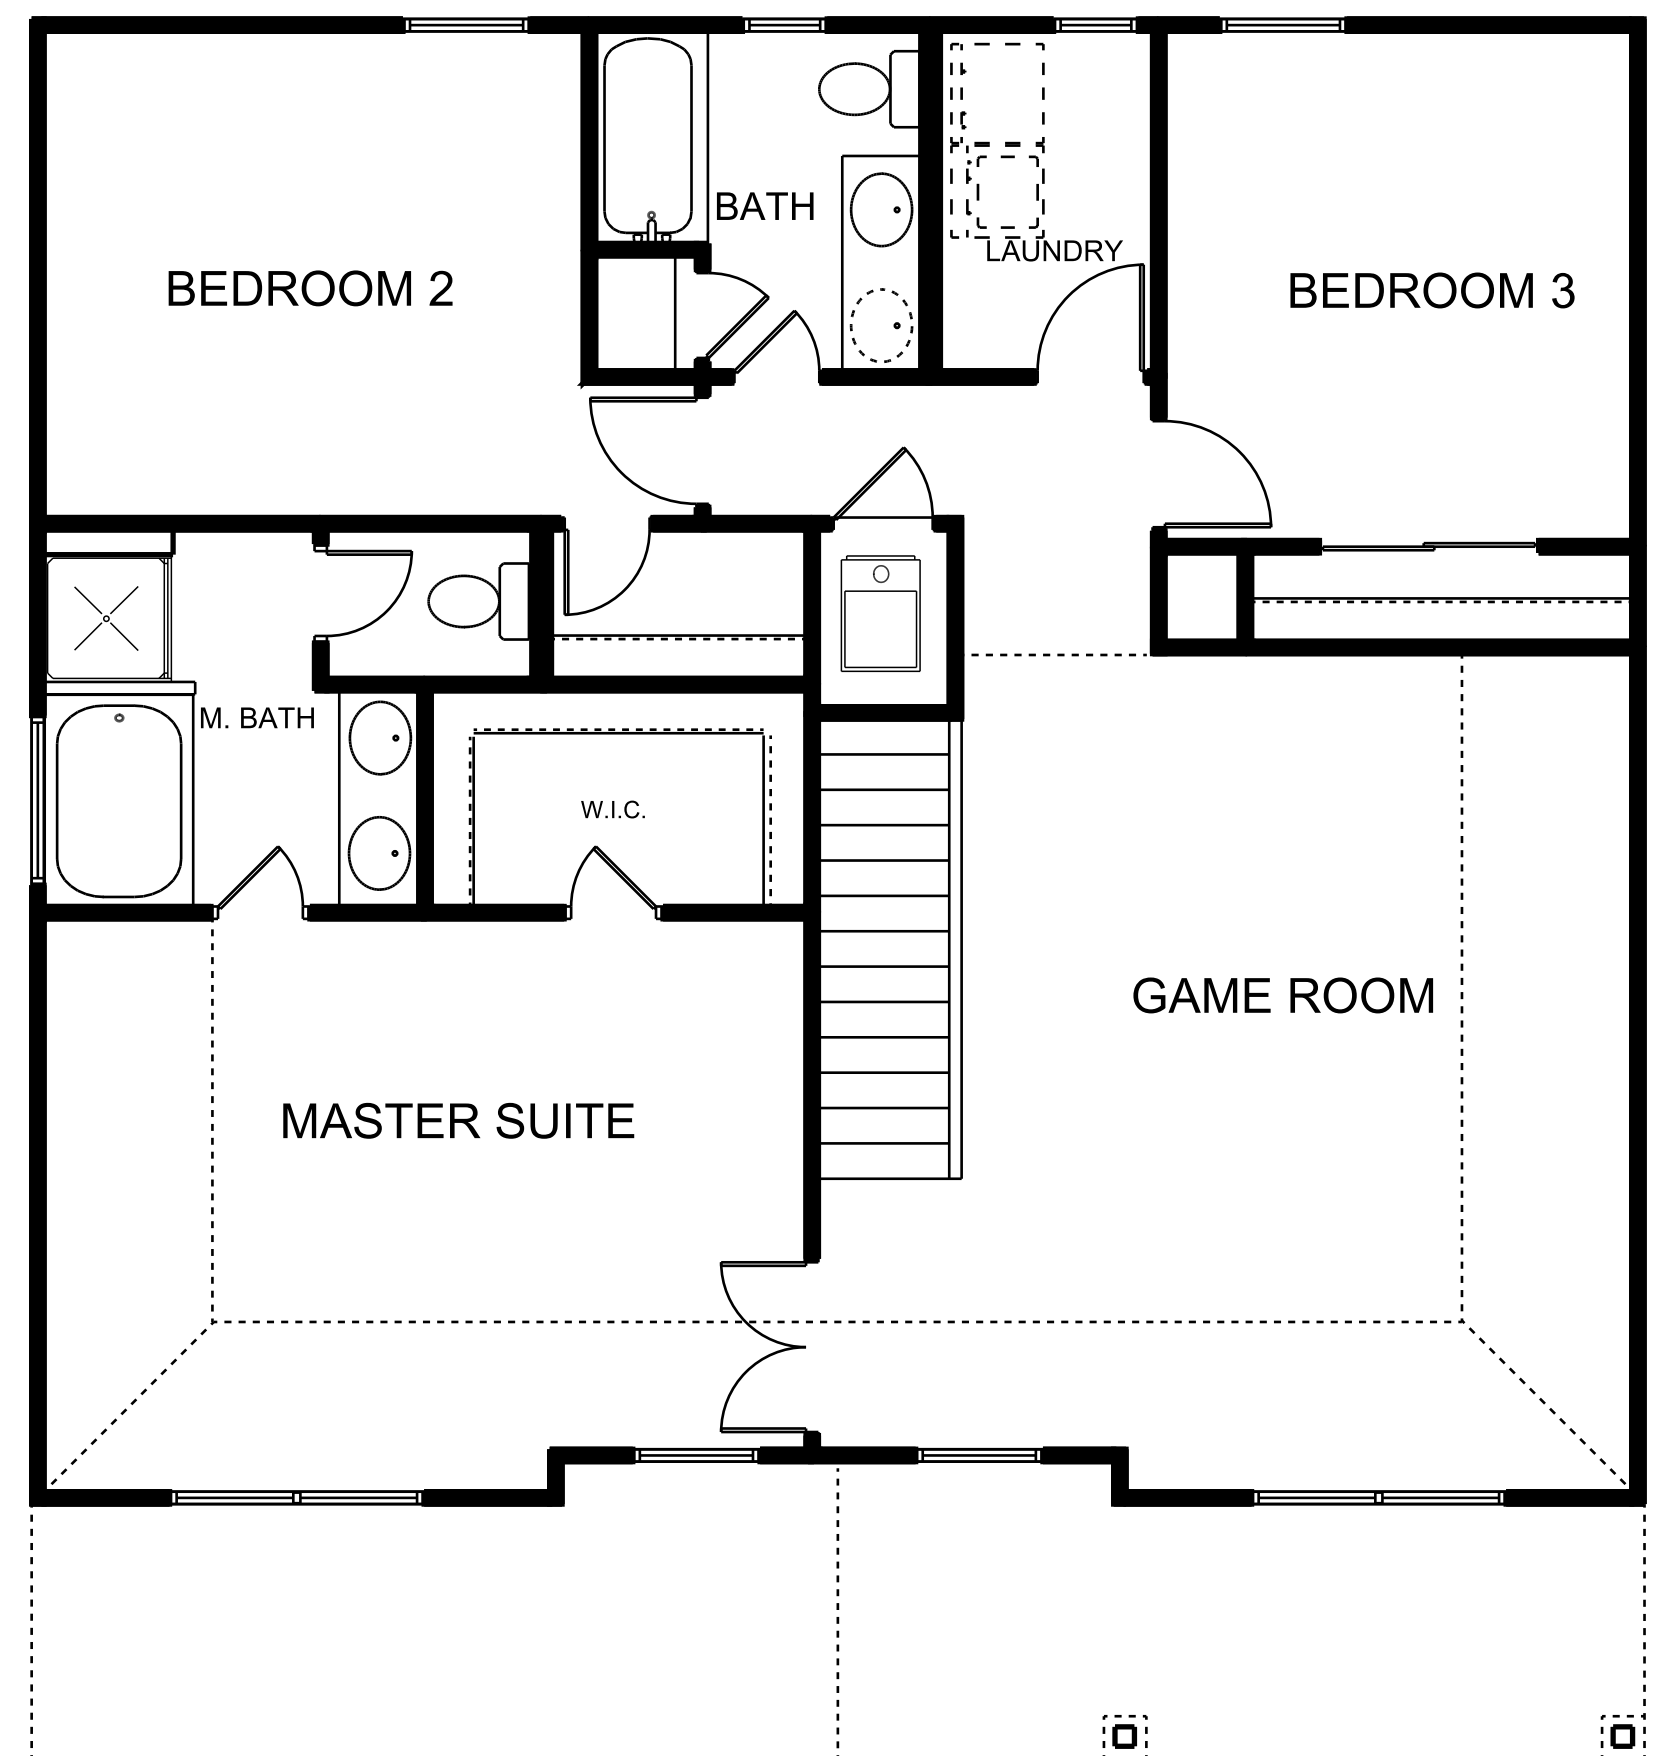 BATH
LAUNDRY
BEDROOM 2
BEDROOM 3
M. BATH
W.I.C.
GAME ROOM
MASTER SUITE